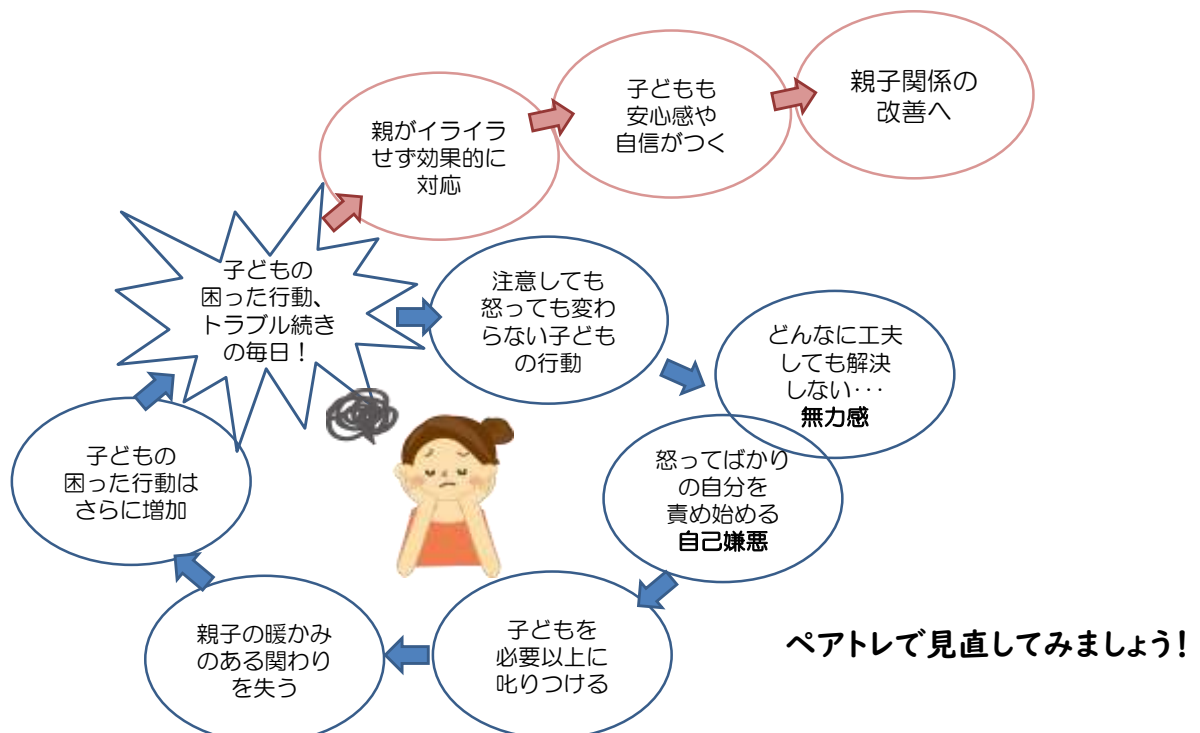 親がイライラ
せず効果的に
対応
子どもも
安心感や
自信がつく
親子関係の
改善へ
子どもの
困った行動、
トラブル続き
の毎日！
注意しても
怒っても変わ
らない子ども
の行動
どんなに工夫
しても解決
しない･･･
無力感
怒ってばかり
の自分を
責め始める
自己嫌悪
子どもを
必要以上に
叱りつける
親子の暖かみ
のある関わり
を失う
子どもの
困った行動は
さらに増加
ペアトレで見直してみましょう！